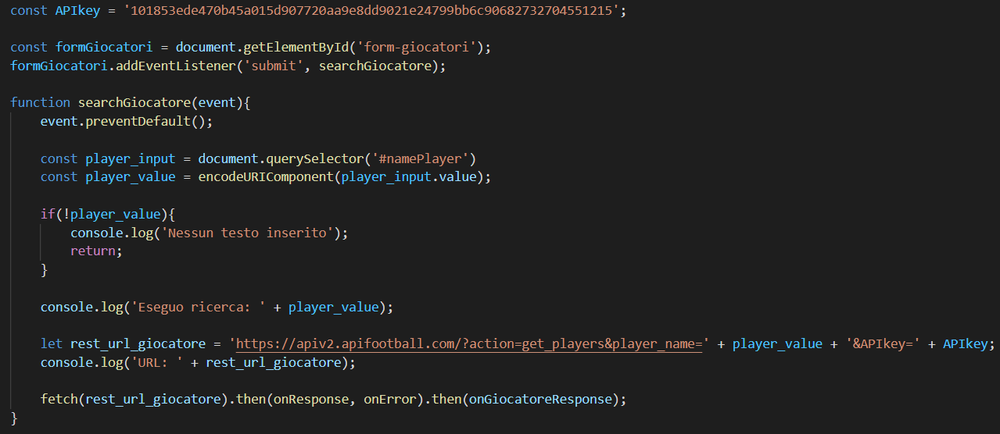 const APIkey = '101853ede470b45a015d907720aa9e8dd9021e24799bb6c90682732704551215';
const formGiocatori = document.getElementById('form-giocatori');
formGiocatori.addEventListener('submit', searchGiocatore);
function searchGiocatore(event){
event.preventDefault();
const player_input = document.querySelector('#namePlayer')
const player_value = encodeURIComponent(player_input.value);
if(!player_value){
console.log('Nessun testo inserito');
return;
}
console.log('Eseguo ricerca: ' + player_value);
let rest_url_giocatore = 'https://apiv2.apifootball.com/?action=get_players&player_name=' + player_value + '&APIkey=' + APIkey;
console.log('URL: ' + rest_url_giocatore);
fetch(rest_url_giocatore).then(onResponse, onError).then(onGiocatoreResponse);
}